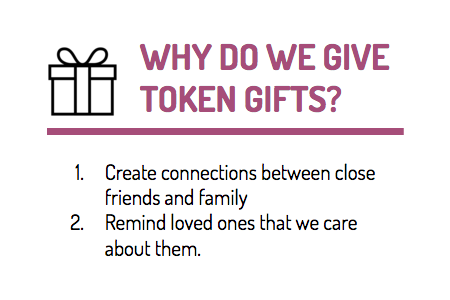 WHY DO WE GIVE
TOKEN GIFTS?
1. Create connections between close
friends and family
2. Remind loved ones that we care
about them.